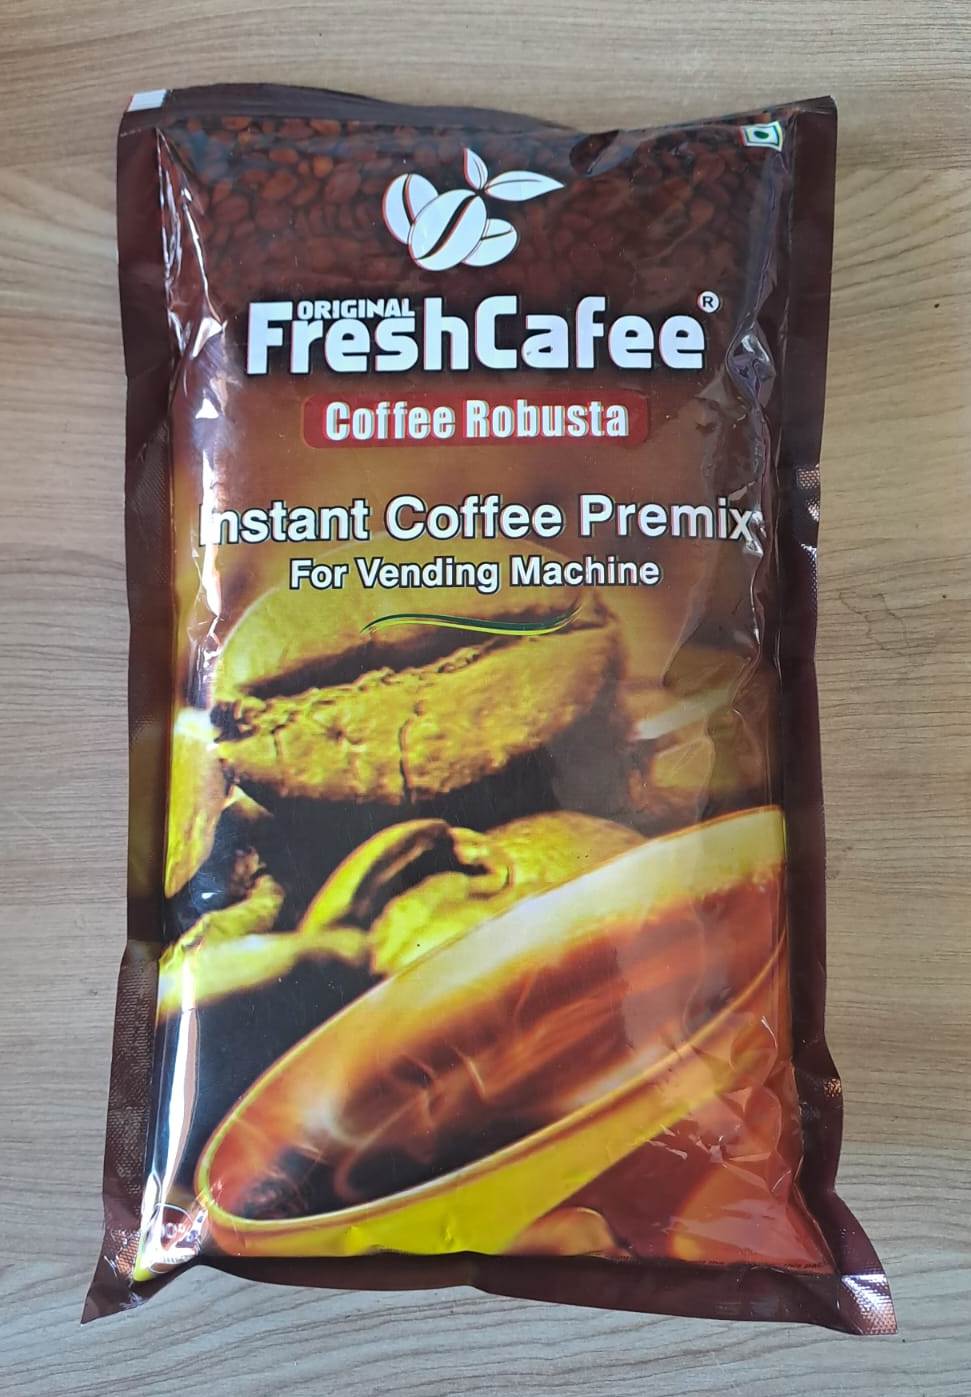 ORIGINAL
FreshCafee®
Coffee Robusta
Instant Coffee Premix
For Vending Machine